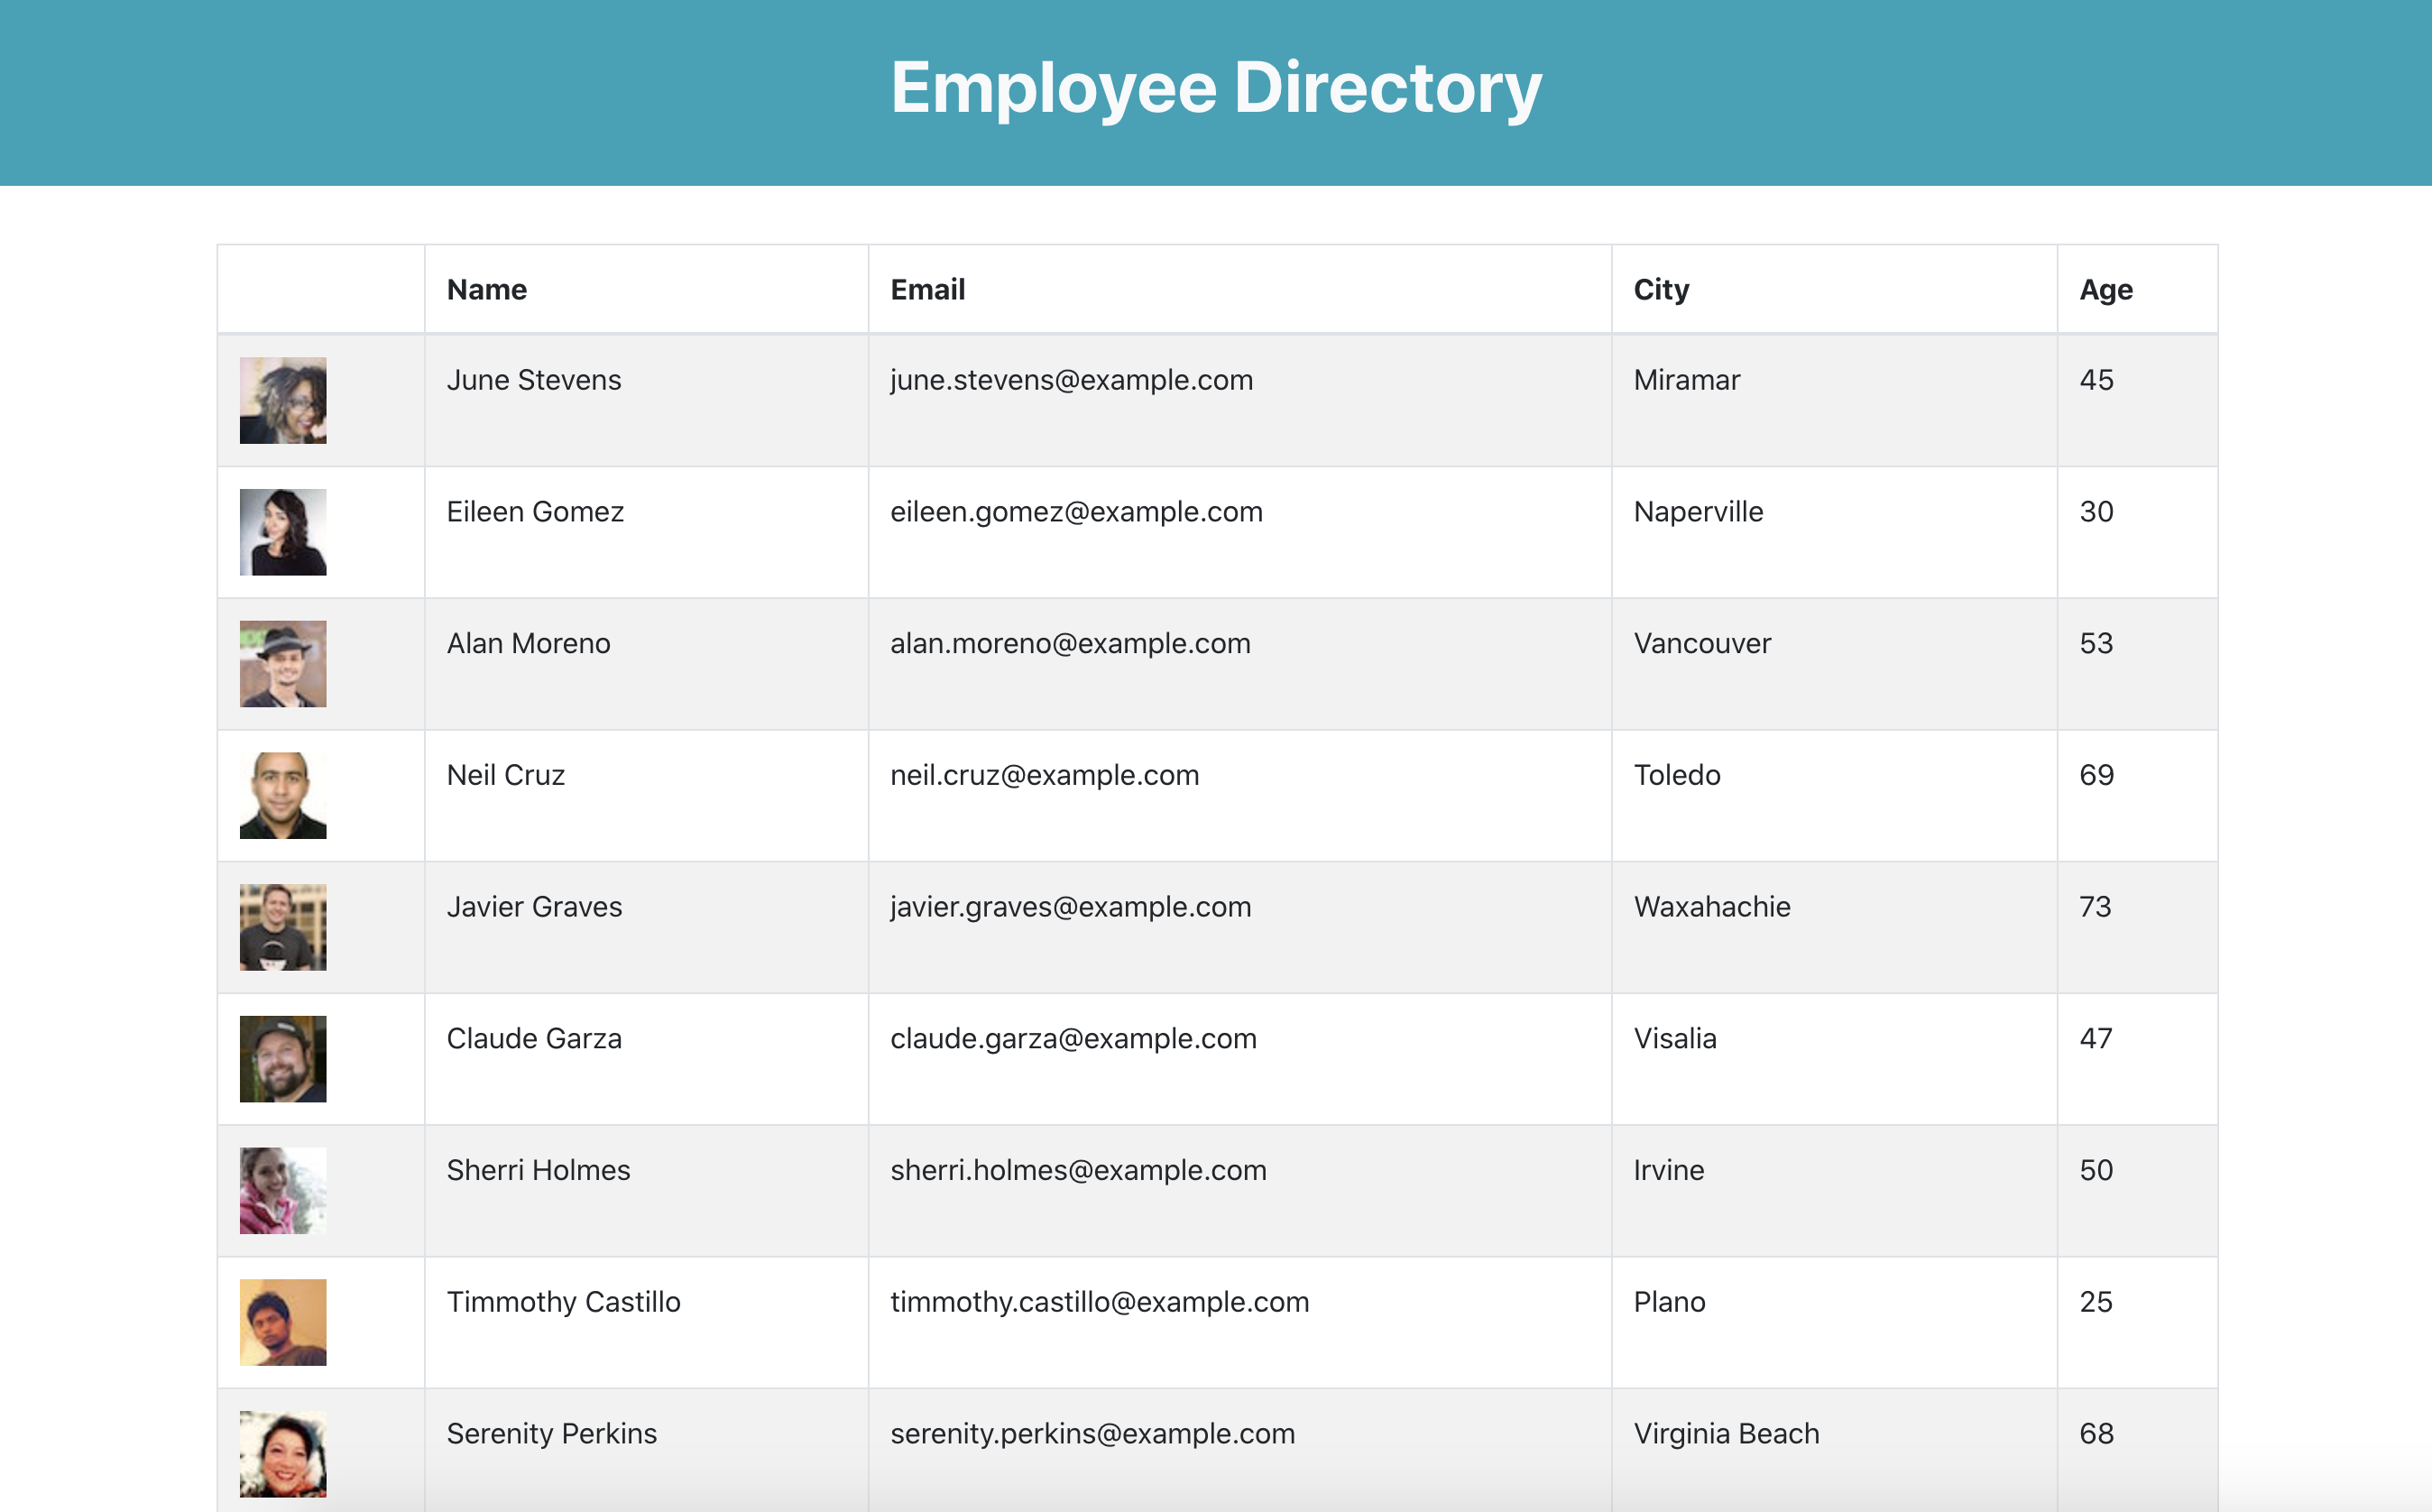 Employee Directory
Name Email City Age
June Stevens june.stevens@example.com Miramar 45
Eileen Gomez eileen.gomez@example.com Naperville 30
Alan Moreno alan.moreno@example.com Vancouver 53
Neil Cruz neil.cruz@example.com Toledo 69
Javier Graves javier.graves@example.com Waxahachie 73
Claude Garza claude.garza@example.com Visalia 47
Sherri Holmes sherri.holmes@example.com Irvine 50
Timmothy Castillo timmothy.castillo@example.com Plano 25
Serenity Perkins serenity.perkins@example.com Virginia Beach 68